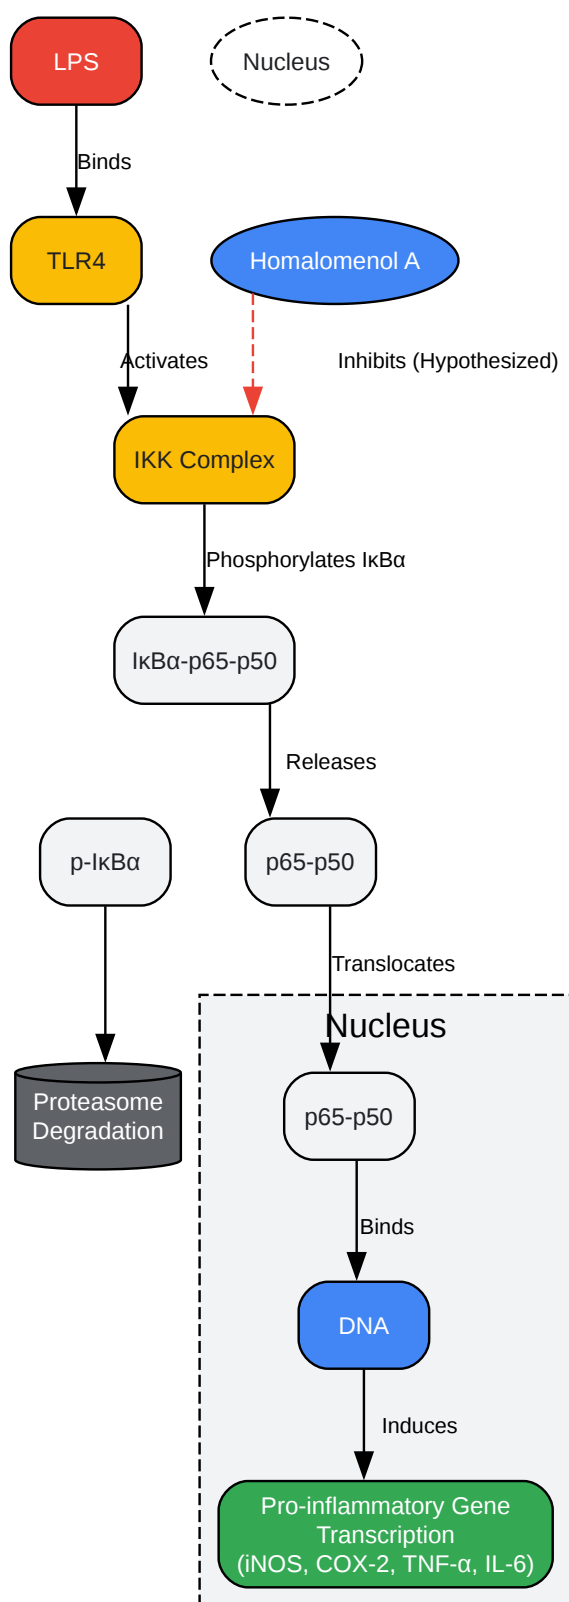 LPS
Nucleus
Binds
TLR4
Homalomenol A
Activates
Inhibits (Hypothesized)
IKK Complex
Phosphorylates IκBα
IκBα-p65-p50
Releases
p-IκBα
p65-p50
Translocates
Nucleus
Proteasome
Degradation
p65-p50
Binds
DNA
Induces
Pro-inflammatory Gene
Transcription
(iNOS, COX-2, TNF-α, IL-6)